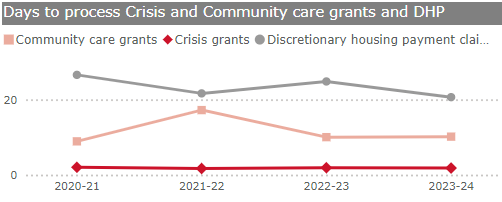 Days to process Crisis and Community care grants and DHP
Community care grants Crisis grants Discretionary housing payment clai...
20
0
2020-21 2021-22 2022-23 2023-24